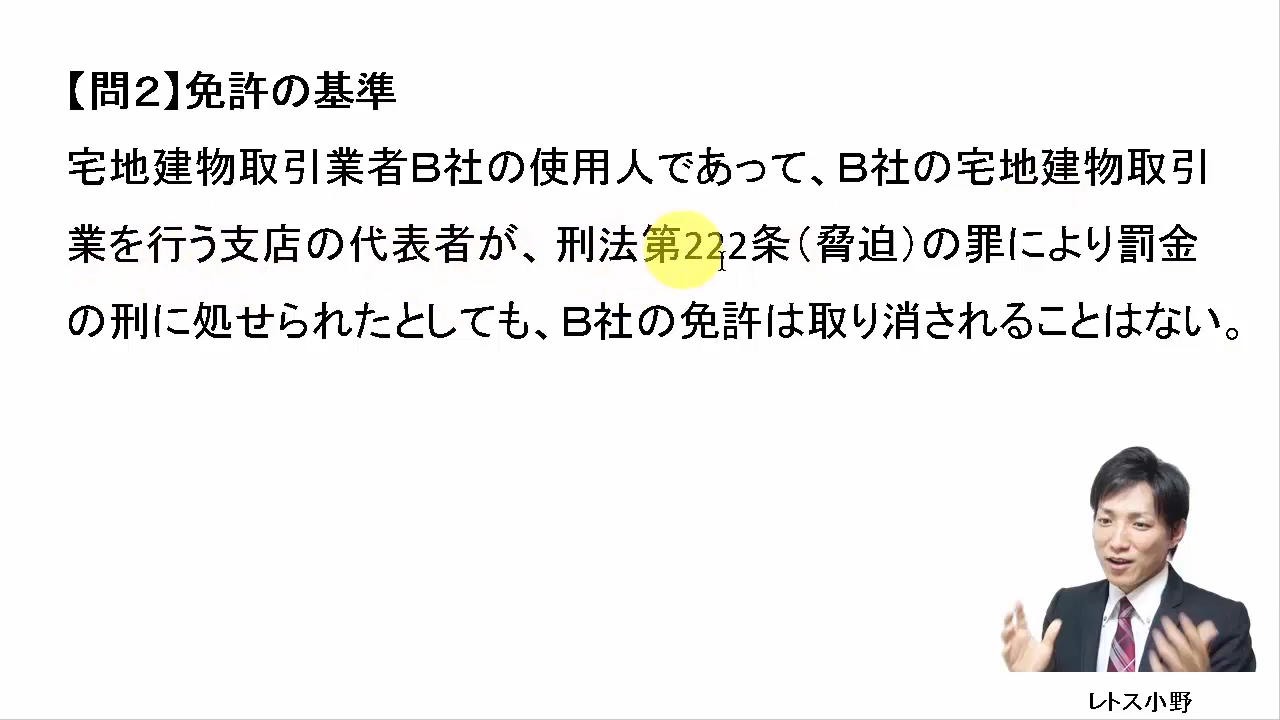 【問２】免許の基準
宅地建物取引業者Ｂ社の使用人であって、Ｂ社の宅地建物取引
業を行う支店の代表者が、刑法第222条（脅迫）の罪により罰金
の刑に処せられたとしても、Ｂ社の免許は取り消されることはない。
レトス小野